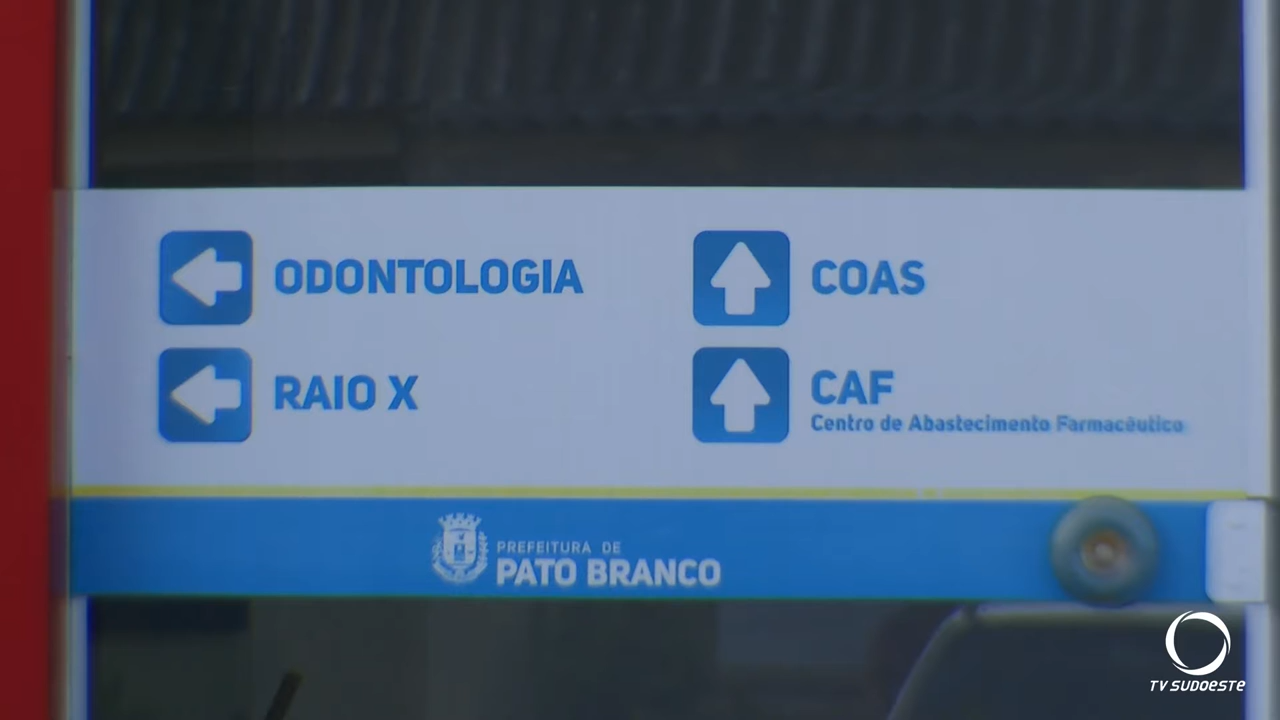 ODONTOLOGIA
RAIO X
COAS
CAF
Centro de Abastecimento Farmacêutico
PREFEITURA DE
PATO BRANCO
TV SUDOESTE